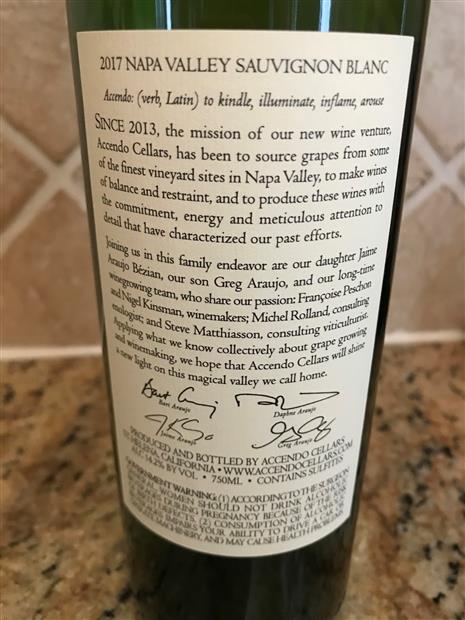 2017 NAPA VALLEY SAUVIGNON BLANC
Accendo: (verb, Latin) to kindle, illuminate, inflame, arouse
SINCE 2013, the mission of our new wine venture,
Accendo Cellars, has been to source grapes from some
of the finest vineyard sites in Napa Valley, to make wines
of balance and restraint, and to produce these wines with
the commitment, energy and meticulous attention to
detail that have characterized our past efforts.
Joining us in this family endeavor are our daughter Jaime
Araujo Bézian, our son Greg Araujo, and our long-time
winegrowing team, who share our passion: Françoise Peschon
and Nigel Kinsman, winemakers; Michel Rolland, consulting
enologist; and Steve Matthiasson, consulting viticulturist.
Applying what we know collectively about grape growing
and winemaking, we hope that Accendo Cellars will shine
a new light on this magical valley we call home.
Bart Araujo Daphne Araujo
Jaime Araujo Greg Araujo
PRODUCED AND BOTTLED BY ACCENDO CELLARS
ST. HELENA, CALIFORNIA • WWW.ACCENDOCELLARS.COM
ALC 14.2% BY VOL. • 750ML • CONTAINS SULFITES
GOVERNMENT WARNING: (1) ACCORDING TO THE SURGEON
GENERAL, WOMEN SHOULD NOT DRINK ALCOHOLIC
BEVERAGES DURING PREGNANCY BECAUSE OF THE RISK
OF BIRTH DEFECTS. (2) CONSUMPTION OF ALCOHOLIC
BEVERAGES IMPAIRS YOUR ABILITY TO DRIVE A CAR OR
OPERATE MACHINERY, AND MAY CAUSE HEALTH PROBLEMS.